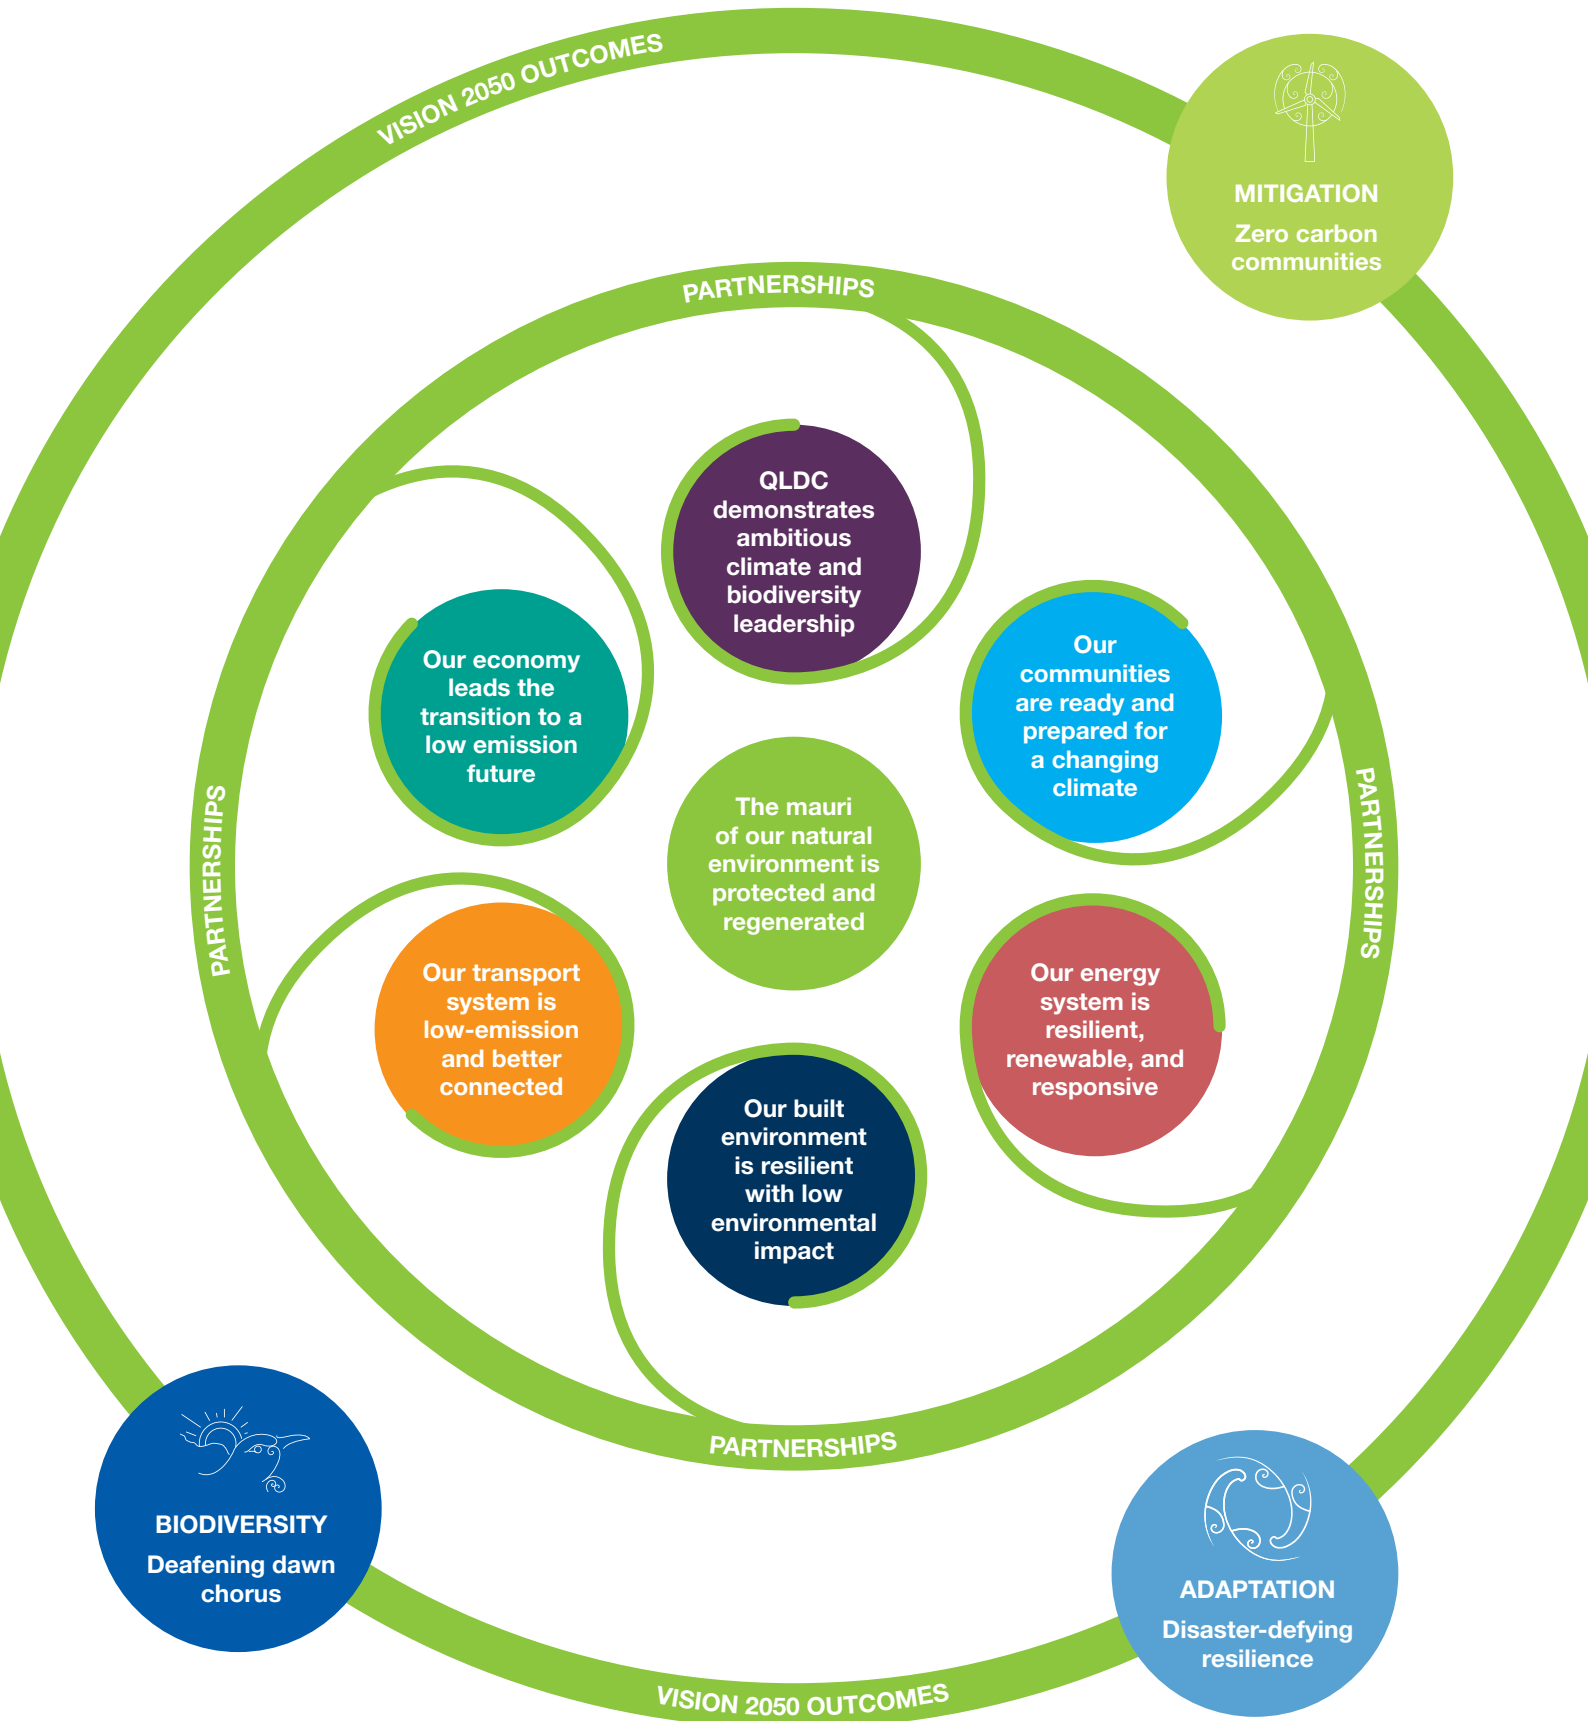 VISION 2050 OUTCOMES
MITIGATION
Zero carbon
communities
PARTNERSHIPS
QLDC
demonstrates
ambitious
climate and
biodiversity
leadership
Our economy
leads the
transition to a
low emission
future
Our
communities
are ready and
prepared for
a changing
climate
The mauri
of our natural
environment is
protected and
regenerated
PARTNERSHIPS
PARTNERSHIPS
Our transport
system is
low-emission
and better
connected
Our energy
system is
resilient,
renewable, and
responsive
Our built
environment
is resilient
with low
environmental
impact
PARTNERSHIPS
BIODIVERSITY
Deafening dawn
chorus
ADAPTATION
Disaster-defying
resilience
VISION 2050 OUTCOMES